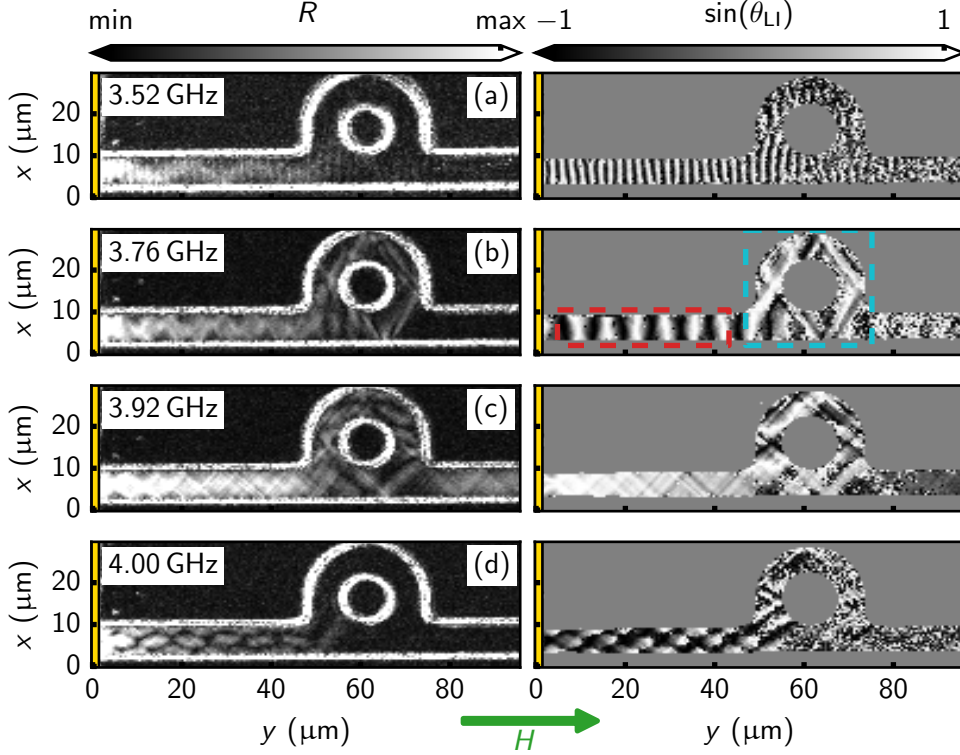 min R max −1 sin(θLI) 1
3.52 GHz (a)
x (μm)
20
10
0
3.76 GHz (b)
x (μm)
20
10
0
3.92 GHz (c)
x (μm)
20
10
0
4.00 GHz (d)
x (μm)
20
10
0
0 20 40 60 80 0 20 40 60 80
y (μm) H y (μm)